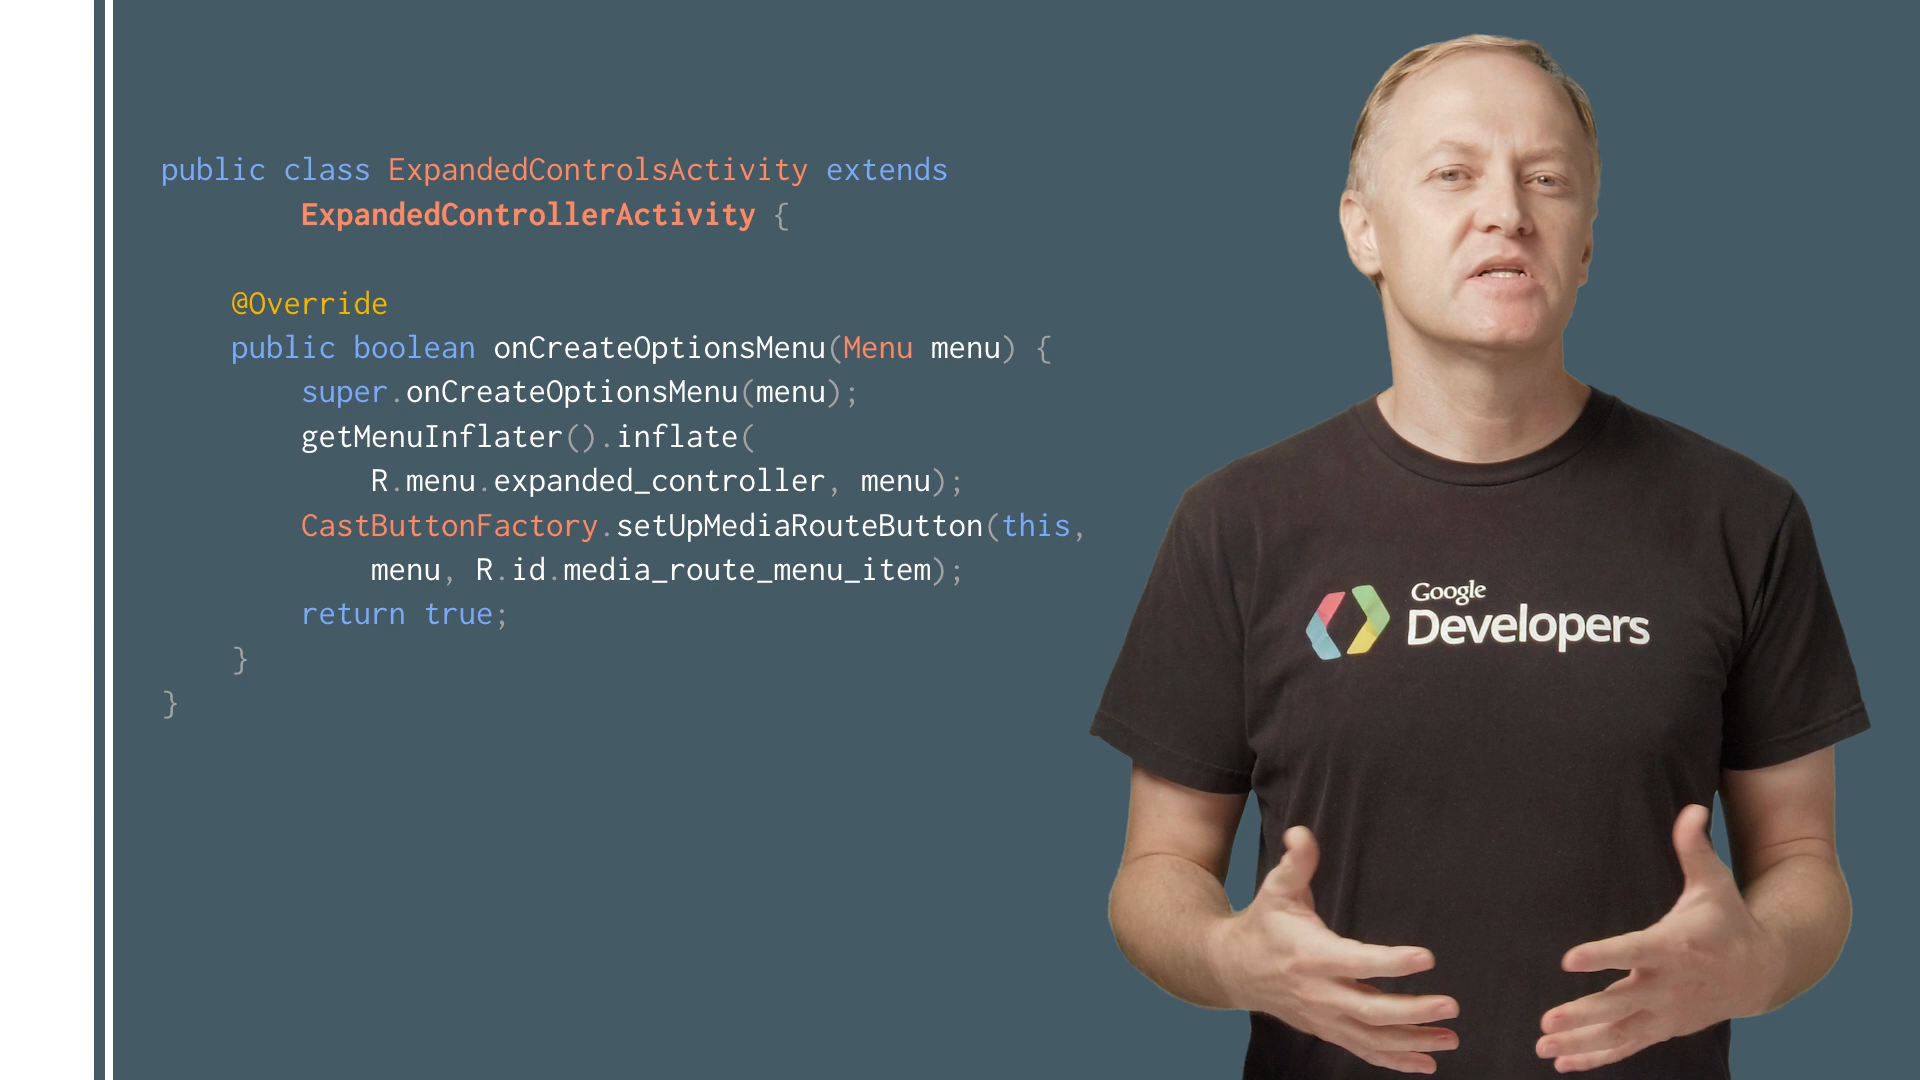 public class ExpandedControlsActivity extends
ExpandedControllerActivity {
@Override
public boolean onCreateOptionsMenu(Menu menu) {
super.onCreateOptionsMenu(menu);
getMenuInflater().inflate(
R.menu.expanded_controller, menu);
CastButtonFactory.setUpMediaRouteButton(this,
menu, R.id.media_route_menu_item);
return true;
}
}
Google
Developers